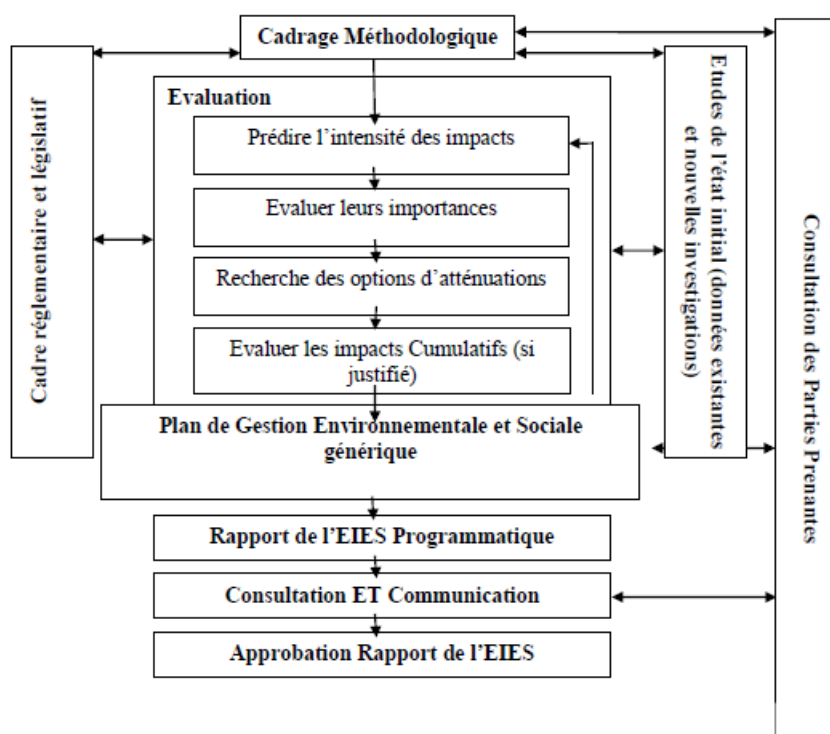 Cadrage Méthodologique
Cadre réglementaire et législatif
Evaluation
Prédire l’intensité des impacts
Evaluer leurs importances
Recherche des options d’atténuations
Evaluer les impacts Cumulatifs (si
justifié)
Plan de Gestion Environnementale et Sociale
générique
Rapport de l’EIES Programmatique
Consultation ET Communication
Approbation Rapport de l’EIES
Etudes de l’état initial (données existantes
et nouvelles investigations)
Consultation des Parties Prenantes